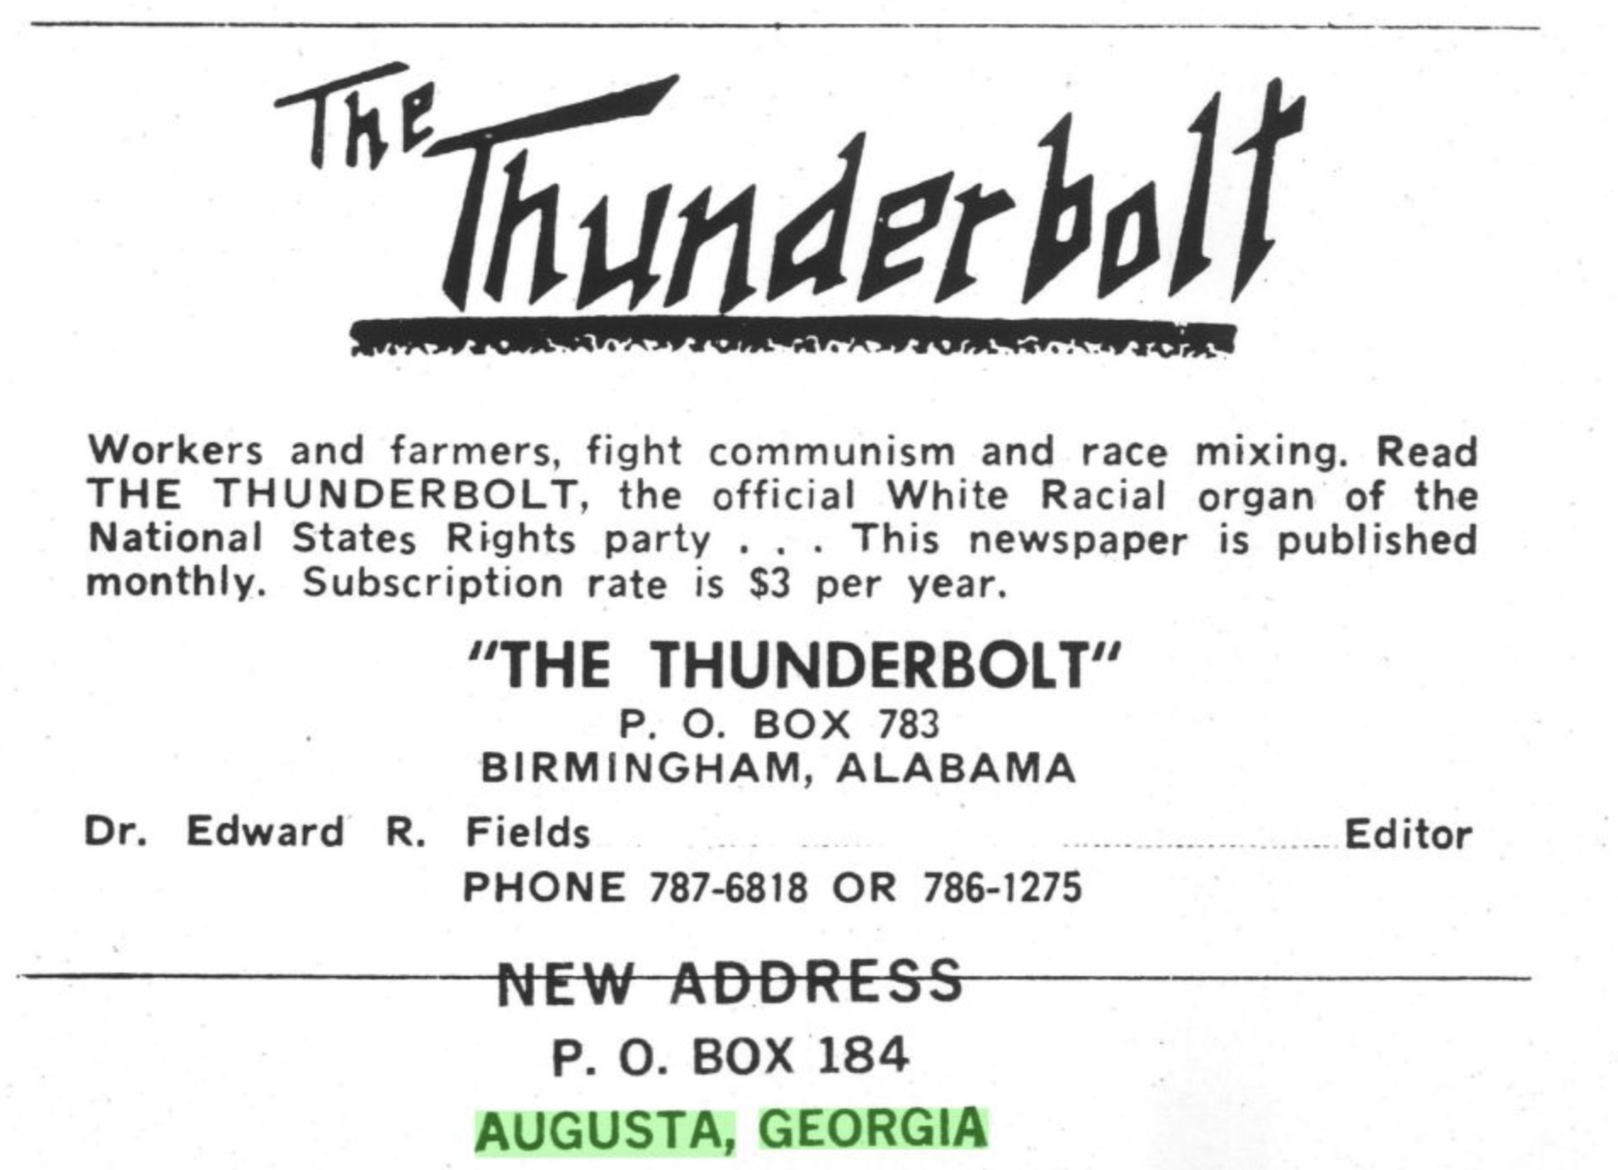 The Thunderbolt
Workers and farmers, fight communism and race mixing. Read
THE THUNDERBOLT, the official White Racial organ of the
National States Rights party . . . This newspaper is published
monthly. Subscription rate is $3 per year.
"THE THUNDERBOLT"
P. O. BOX 783
BIRMINGHAM, ALABAMA
Dr. Edward R. Fields ........................ Editor
PHONE 787-6818 OR 786-1275
NEW ADDRESS
P. O. BOX 184
AUGUSTA, GEORGIA